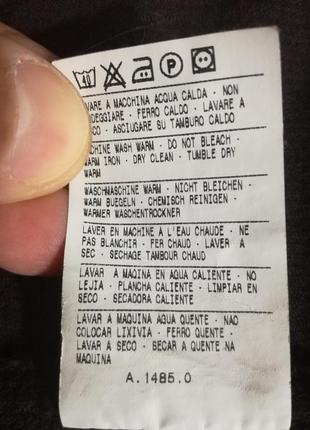 40 P
LAVARE A MACCHINA ACQUA CALDA - NON
CANDEGGIARE - FERRO CALDO - LAVARE A
SECCO - ASCIUGARE SU TAMBURO CALDO
MACHINE WASH WARM - DO NOT BLEACH -
WARM IRON - DRY CLEAN - TUMBLE DRY
WARM
WASCHMASCHINE WARM - NICHT BLEICHEN -
WARM BUEGELN - CHEMISCH REINIGEN -
WARMER WASCHENTROCKNER
LAVER EN MACHINE A L'EAU CHAUDE - NE
PAS BLANCHIR - FER CHAUD - LAVER A
SEC - SECHAGE TAMBOUR CHAUD
LAVAR A MAQINA EN AGUA CALIENTE - NO
LEJIA - PLANCHA CALIENTE - LIMPIAR EN
SECO - SECADORA CALIENTE
LAVAR A MAQUINA AGUA QUENTE - NAO
COLOCAR LIXIVIA - FERRO QUENTE -
LAVAR A SECO - SECAR A QUENTE NA
MAQUINA
A.1485.0